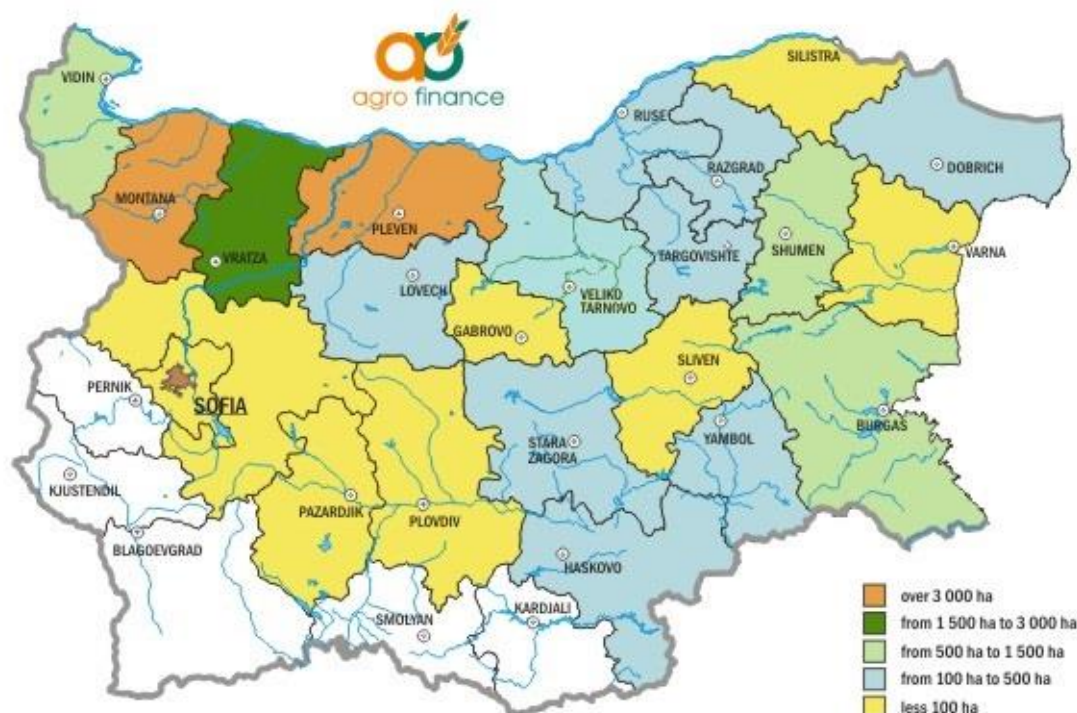 agro finance
VIDIN
SILISTRA
RUSE
DOBRICH
RAZGRAD
MONTANA
PLEVEN
VRATZA
TARGOVISHTE
SHUMEN
VARNA
LOVECH
VELIKO
TARNOVO
GABROVO
SLIVEN
PERNIK
SOFIA
BURGAS
STARA
ZAGORA
YAMBOL
KJUSTENDIL
PAZARDJIK
PLOVDIV
BLAGOEVGRAD
HASKOVO
SMOLYAN
KARDJALI
over 3 000 ha
from 1 500 ha to 3 000 ha
from 500 ha to 1 500 ha
from 100 ha to 500 ha
less 100 ha